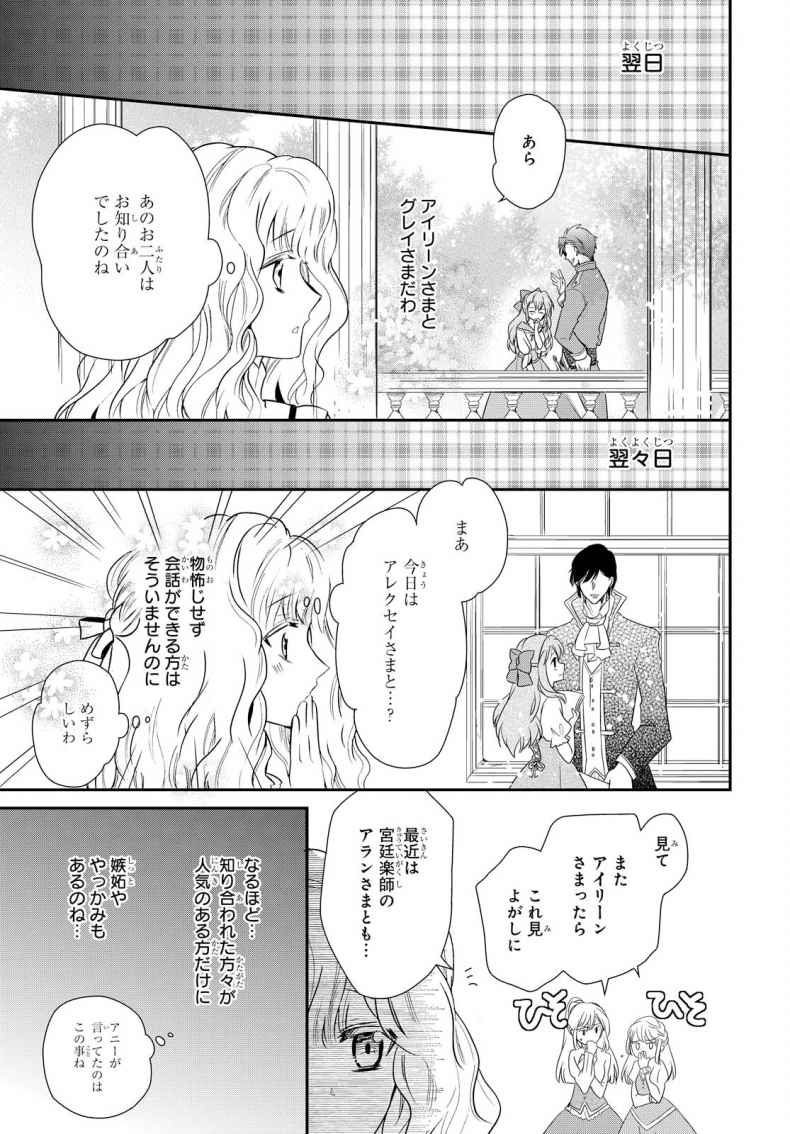 翌日
あら
アイリーンさまと
グレイさまだわ
あのお二人は
お知り合い
でしたのね
翌々日
まあ
今日は
アレクセイさまと…?
物怖じせず
会話ができる方は
そういませんのに
めずら
しいわ
見て
また
アイリーン
さまったら
これ見
よがしに
ひそ
ひそ
最近は
宮廷楽師の
アランさまとも…
なるほど…
知り合われた方々が
人気のある方だけに
嫉妬や
やっかみも
あるのね…
アニーが
言ってたのは
この事ね